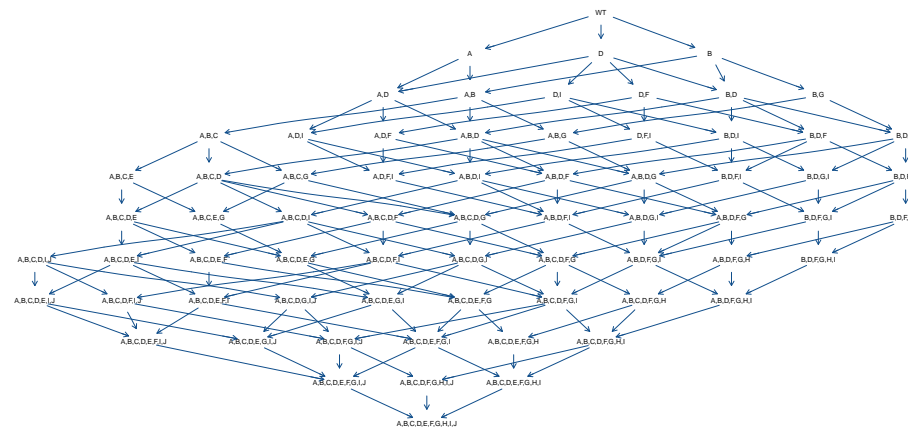 WT
A D B
A,D A,B D,I D,F B,D B,G
A,B,C A,D,I A,D,F A,B,D A,B,G D,F,I B,D,I B,D,F
A,B,C,E A,B,C,D A,B,C,G A,D,F,I A,B,D,I A,B,D,F A,B,D,G B,D,F,I B,D,G,I
A,B,C,D,E A,B,C,E,G A,B,C,D,I A,B,C,D,F A,B,C,D,G A,B,D,F,I A,B,D,G,I A,B,D,F,G B,D,F,G,I
A,B,C,D,I,J A,B,C,D,E,I A,B,C,D,E,F A,B,C,D,E,G A,B,C,D,F,I A,B,C,D,G,I A,B,C,D,F,G A,B,D,F,G,I A,B,D,F,G,H B,D,F,G,H,I
A,B,C,D,E,I,J A,B,C,D,F,I,J A,B,C,D,E,F,I A,B,C,D,G,I,J A,B,C,D,E,G,I A,B,C,D,E,F,G A,B,C,D,F,G,I A,B,C,D,F,G,H A,B,D,F,G,H,I
A,B,C,D,E,F,I,J A,B,C,D,E,G,I,J A,B,C,D,F,G,I,J A,B,C,D,E,F,G,I A,B,C,D,E,F,G,H A,B,C,D,F,G,H,I
A,B,C,D,E,F,G,I,J A,B,C,D,F,G,H,I,J A,B,C,D,E,F,G,H,I
A,B,C,D,E,F,G,H,I,J